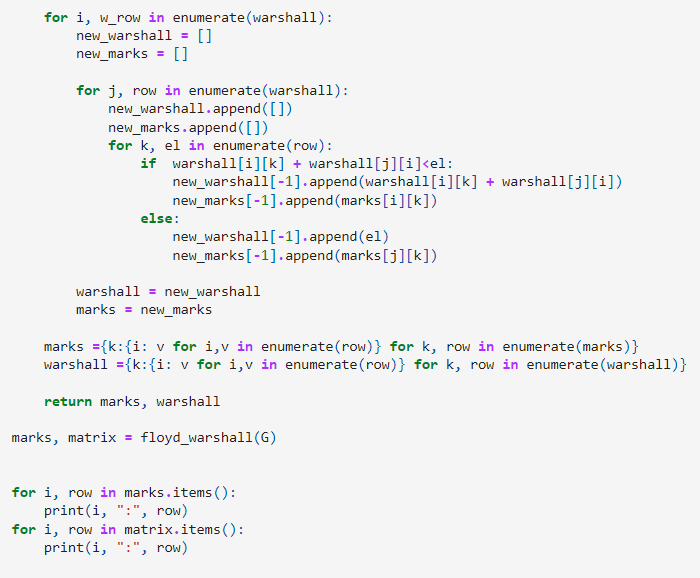 for i, w_row in enumerate(warshall):
        new_warshall = []
        new_marks = []

        for j, row in enumerate(warshall):
            new_warshall.append([])
            new_marks.append([])
            for k, el in enumerate(row):
                if  warshall[i][k] + warshall[j][i]<el:
                    new_warshall[-1].append(warshall[i][k] + warshall[j][i])
                    new_marks[-1].append(marks[i][k])
                else:
                    new_warshall[-1].append(el)
                    new_marks[-1].append(marks[j][k])

        warshall = new_warshall
        marks = new_marks

    marks ={k:{i: v for i,v in enumerate(row)} for k, row in enumerate(marks)}
    warshall ={k:{i: v for i,v in enumerate(row)} for k, row in enumerate(warshall)}

    return marks, warshall

marks, matrix = floyd_warshall(G)


for i, row in marks.items():
    print(i, ":", row)
for i, row in matrix.items():
    print(i, ":", row)